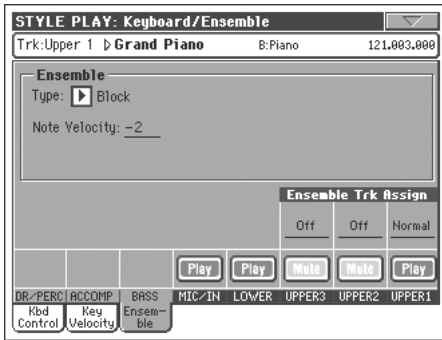 STYLE PLAY: Keyboard/Ensemble
Trk:Upper 1 Grand Piano B:Piano 121.003.000
Ensemble
Type: Block
Note Velocity: -2
Ensemble Trk Assign
Off Off Normal
Play Play Mute Mute Play
DR/PERC ACCOMP BASS MIC/IN LOWER UPPER3 UPPER2 UPPER1
Kbd Key Ensem-
Control Velocity ble